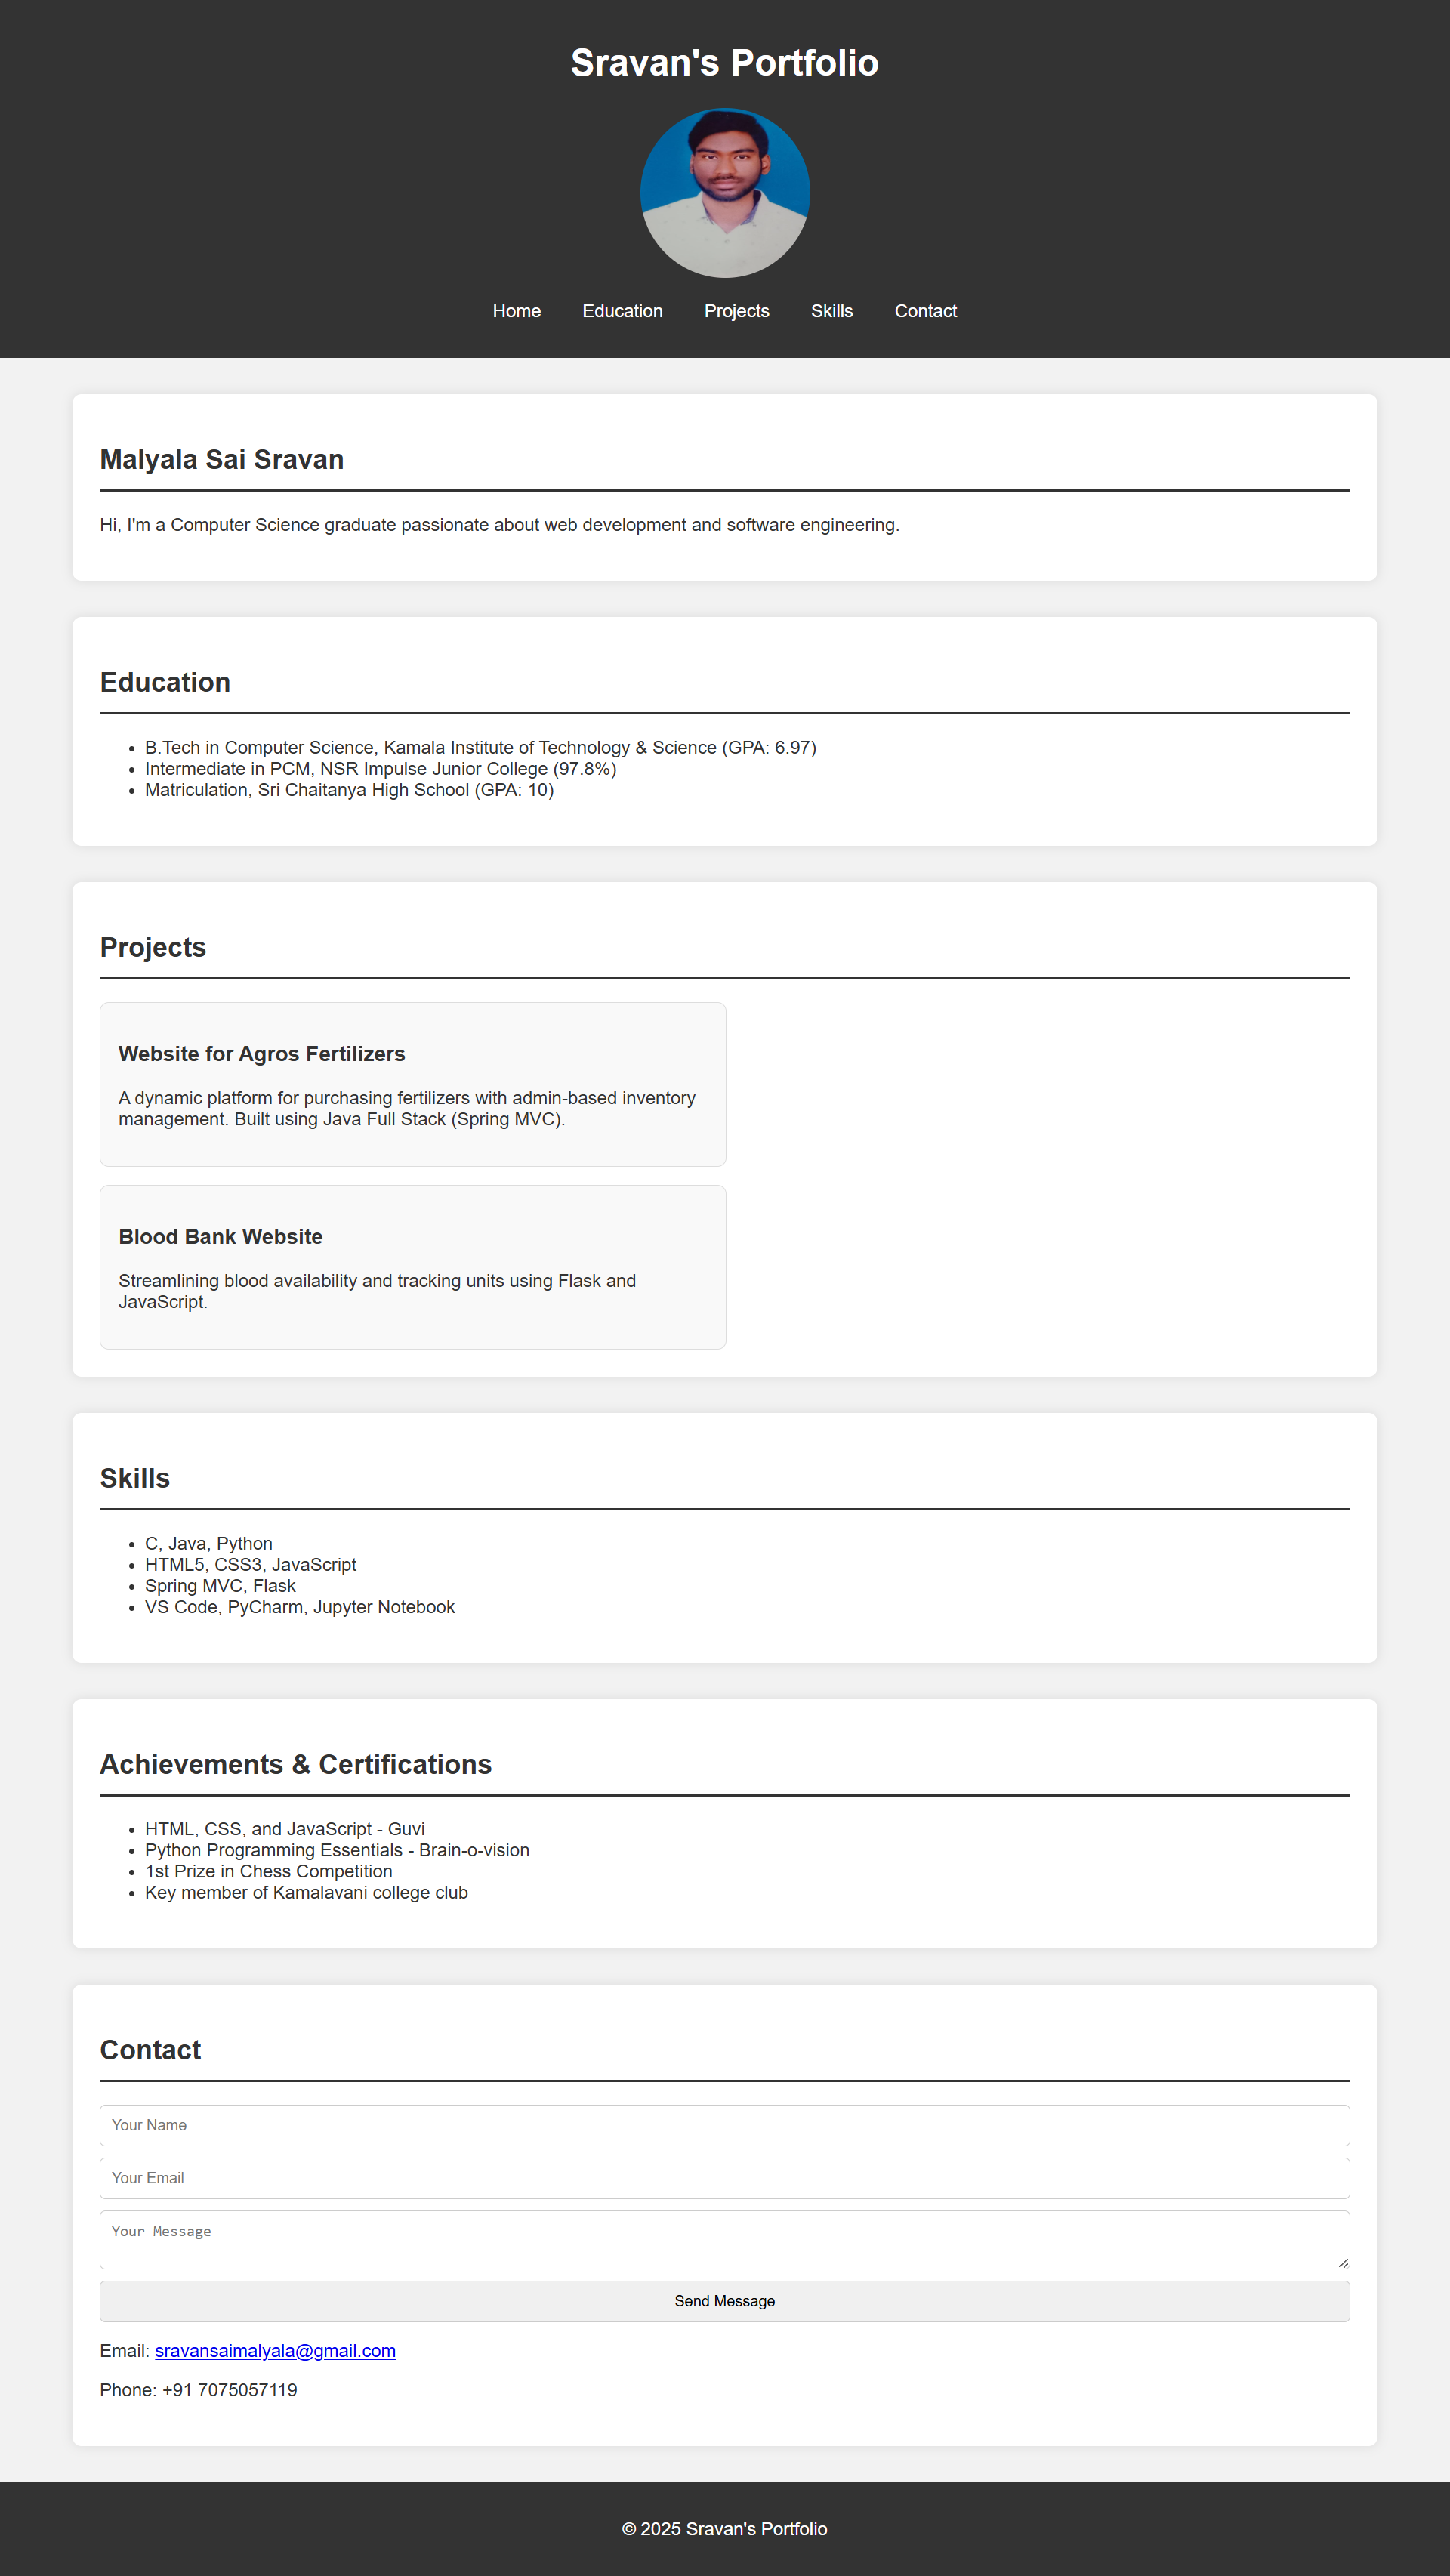 Sravan's Portfolio
Home Education Projects Skills Contact
Malyala Sai Sravan
Hi, I'm a Computer Science graduate passionate about web development and software engineering.
Education
• B.Tech in Computer Science, Kamala Institute of Technology & Science (GPA: 6.97)
• Intermediate in PCM, NSR Impulse Junior College (97.8%)
• Matriculation, Sri Chaitanya High School (GPA: 10)
Projects
Website for Agros Fertilizers
A dynamic platform for purchasing fertilizers with admin-based inventory
management. Built using Java Full Stack (Spring MVC).
Blood Bank Website
Streamlining blood availability and tracking units using Flask and
JavaScript.
Skills
• C, Java, Python
• HTML5, CSS3, JavaScript
• Spring MVC, Flask
• VS Code, PyCharm, Jupyter Notebook
Achievements & Certifications
• HTML, CSS, and JavaScript - Guvi
• Python Programming Essentials - Brain-o-vision
• 1st Prize in Chess Competition
• Key member of Kamalavani college club
Contact
Your Name
Your Email
Your Message
Send Message
Email: sravansaimalyala@gmail.com
Phone: +91 7075057119
© 2025 Sravan's Portfolio